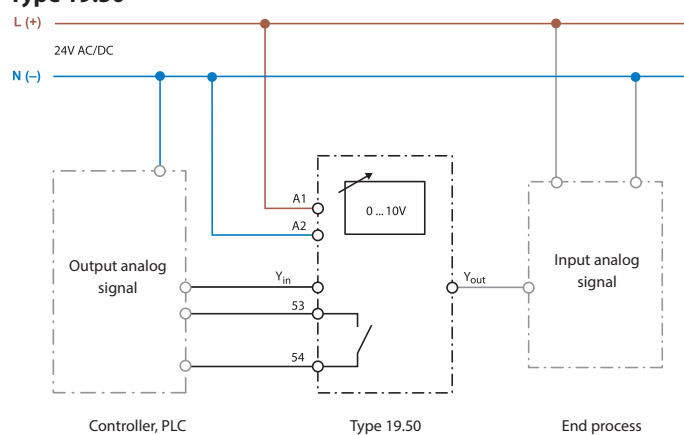 Type 19.50
L (+)
24V AC/DC
N (–)
A1
0 ... 10V
A2
Output analog
signal
Input analog
signal
Yin
Yout
53
54
Controller, PLC
Type 19.50
End process